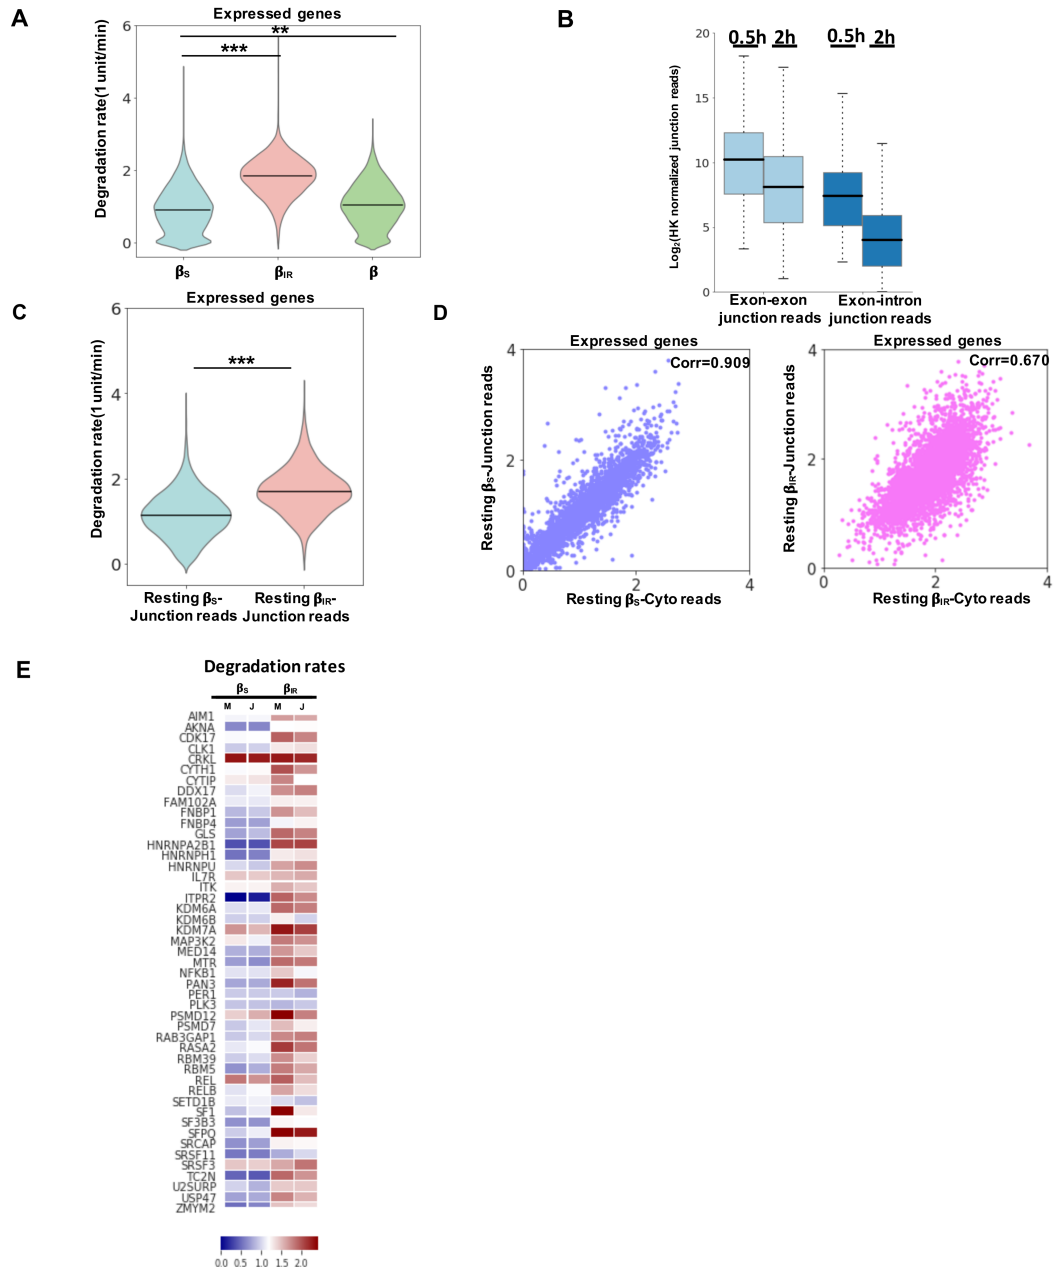 A
Expressed genes
Degradation rate(1 unit/min)
6
4
2
0
**
***
βS
βIR
β
B
Log2(HK normalized junction reads)
20
15
10
5
0
0.5h 2h 0.5h 2h
Exon-exon
junction reads
Exon-intron
junction reads
C
Expressed genes
Degradation rate(1 unit/min)
6
4
2
0
***
Resting βS-
Junction reads
Resting βIR-
Junction reads
D
Expressed genes
Corr=0.909
Resting βS-Junction reads
4
2
0
0 2 4
Resting βS-Cyto reads
Expressed genes
Corr=0.670
Resting βIR-Junction reads
4
2
0
0 2 4
Resting βIR-Cyto reads
E
Degradation rates
βS βIR
M J M J
AIM1
AKNA
CDK17
CLK1
CRKL
CYTH1
CYTIP
DDX17
FAM102A
FNBP1
FNBP4
GLS
HNRNPA2B1
HNRNPH1
HNRNPU
IL7R
ITK
ITPR2
KDM6A
KDM6B
KDM7A
MAP3K2
MED14
MTR
NFKB1
PAN3
PER1
PLK3
PSMD12
PSMD7
RAB3GAP1
RASA2
RBM39
RBM5
REL
RELB
SETD1B
SF1
SF3B3
SFPQ
SRCAP
SRSF11
SRSF3
TC2N
U2SURP
USP47
ZMYM2
0.0 0.5 1.0 1.5 2.0